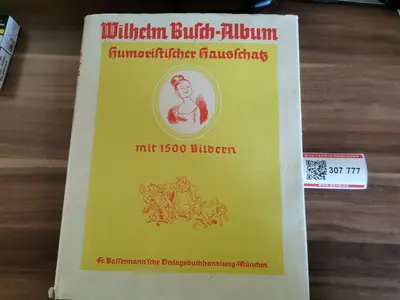 Wilhelm Busch-Album
Humoristischer Hausschatz
mit 1500 Bildern
Fr. Bassermann'sche Verlagsbuchhandlung·München
307 777